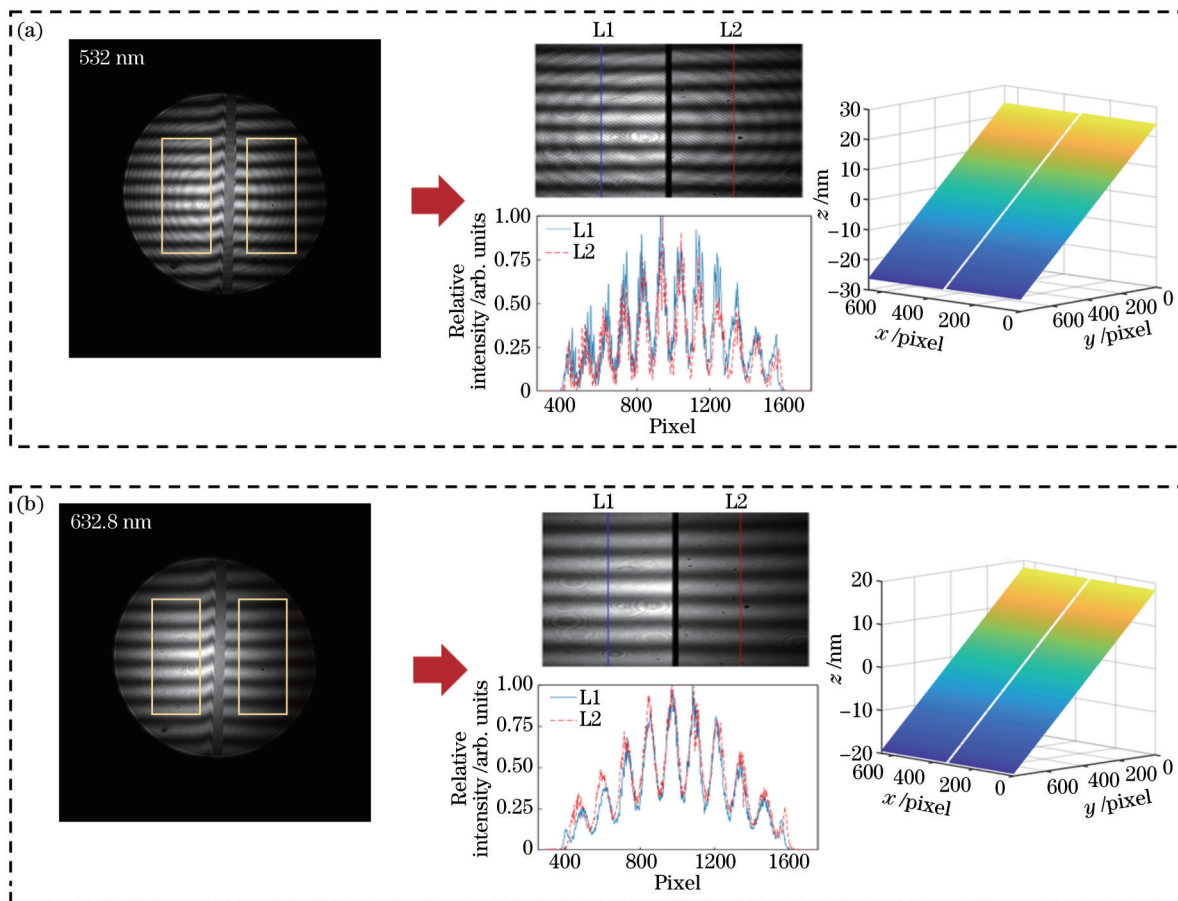 (a)
532 nm
L1 L2
1.00
0.75
0.50
0.25
0
Relative
intensity /arb. units
L1
L2
400 800 1200 1600
Pixel
30
20
10
0
−10
−20
−30
z /nm
600 400 200 0
x /pixel
600 400 200 0
y /pixel
(b)
632.8 nm
L1 L2
1.00
0.75
0.50
0.25
0
Relative
intensity /arb. units
L1
L2
400 800 1200 1600
Pixel
20
10
0
−10
−20
z /nm
600 400 200 0
x /pixel
600 400 200 0
y /pixel